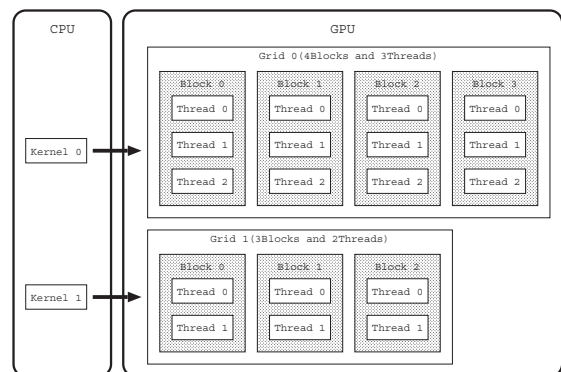 CPU GPU
Grid 0(4Blocks and 3Threads)
Block 0 Block 1 Block 2 Block 3
Thread 0 Thread 0 Thread 0 Thread 0
Kernel 0 Thread 1 Thread 1 Thread 1 Thread 1
Thread 2 Thread 2 Thread 2 Thread 2
Grid 1(3Blocks and 2Threads)
Block 0 Block 1 Block 2
Kernel 1 Thread 0 Thread 0 Thread 0
Thread 1 Thread 1 Thread 1